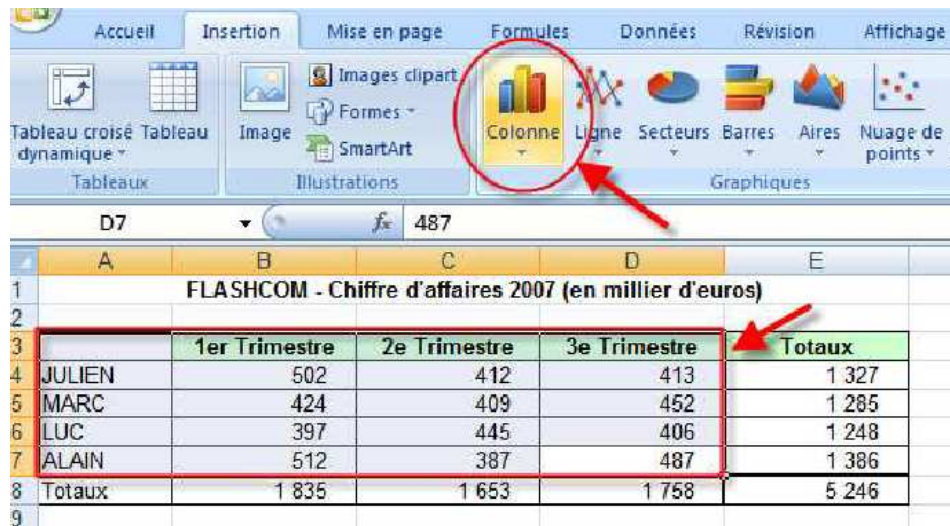 Accueil Insertion Mise en page Formules Données Révision Affichage
Tableau croisé dynamique
Tableau
Image
Images clipart
Formes
SmartArt
Colonne
Ligne
Secteurs
Barres
Aires
Nuage de points
Tableaux Illustrations Graphiques
D7 fx 487
A B C D E
1 FLASHCOM - Chiffre d'affaires 2007 (en millier d'euros)
2
3 1er Trimestre 2e Trimestre 3e Trimestre Totaux
4 JULIEN 502 412 413 1 327
5 MARC 424 409 452 1 285
6 LUC 397 445 406 1 248
7 ALAIN 512 387 487 1 386
8 Totaux 1 835 1 653 1 758 5 246
9